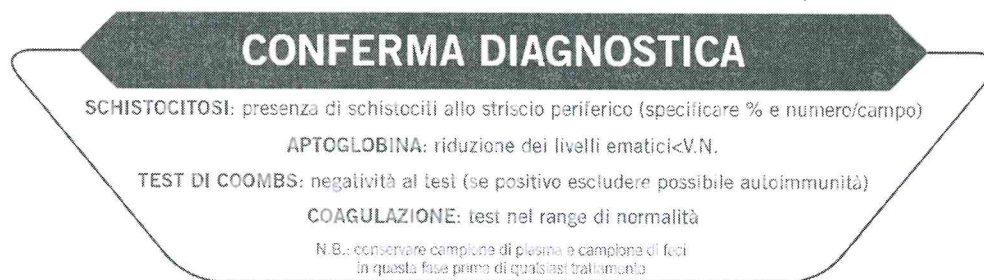 CONFERMA DIAGNOSTICA
SCHISTOCITOSI: presenza di schistociti allo striscio periferico (specificare % e numero/campo)
APTOGLOBINA: riduzione dei livelli ematici<V.N.
TEST DI COOMBS: negatività al test (se positivo escludere possibile autoimmunità)
COAGULAZIONE: test nel range di normalità
N.B.: conservare campione di plasma e campione di feci
in questa fase prima di qualsiasi trattamento